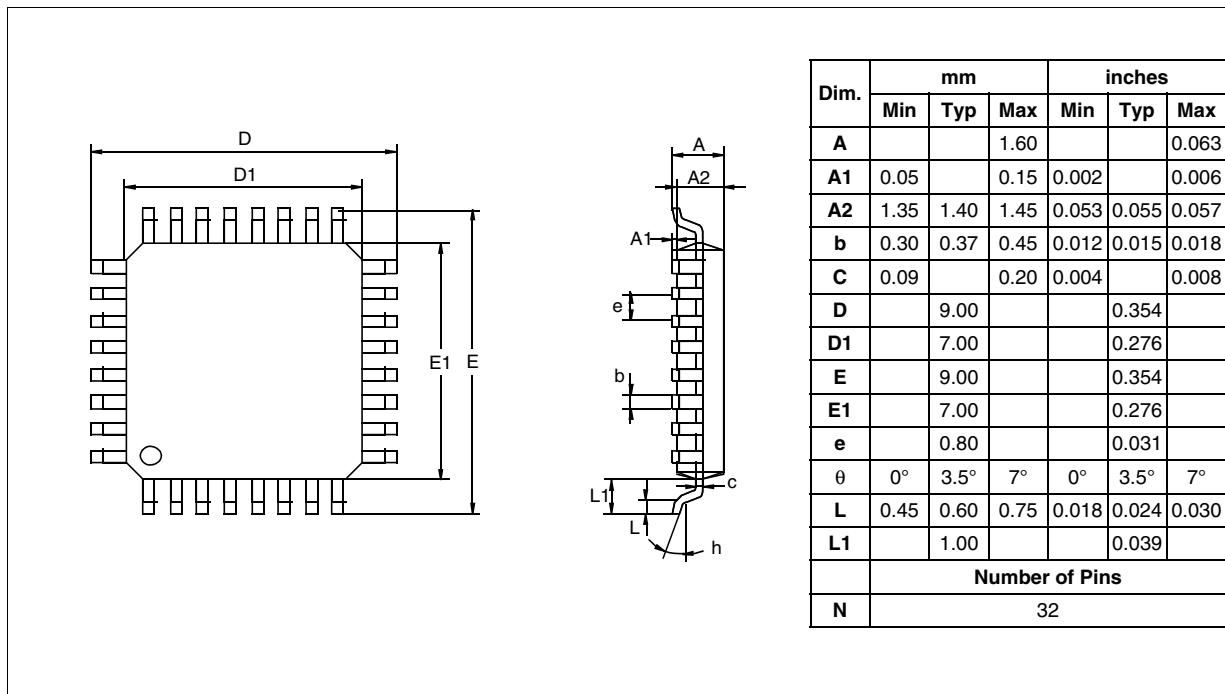 D
D1
E1 E
A
A2
A1
e
b
c
L1
L
h
Dim. mm inches
Min Typ Max Min Typ Max
A 1.60 0.063
A1 0.05 0.15 0.002 0.006
A2 1.35 1.40 1.45 0.053 0.055 0.057
b 0.30 0.37 0.45 0.012 0.015 0.018
C 0.09 0.20 0.004 0.008
D 9.00 0.354
D1 7.00 0.276
E 9.00 0.354
E1 7.00 0.276
e 0.80 0.031
θ 0° 3.5° 7° 0° 3.5° 7°
L 0.45 0.60 0.75 0.018 0.024 0.030
L1 1.00 0.039
Number of Pins
N 32